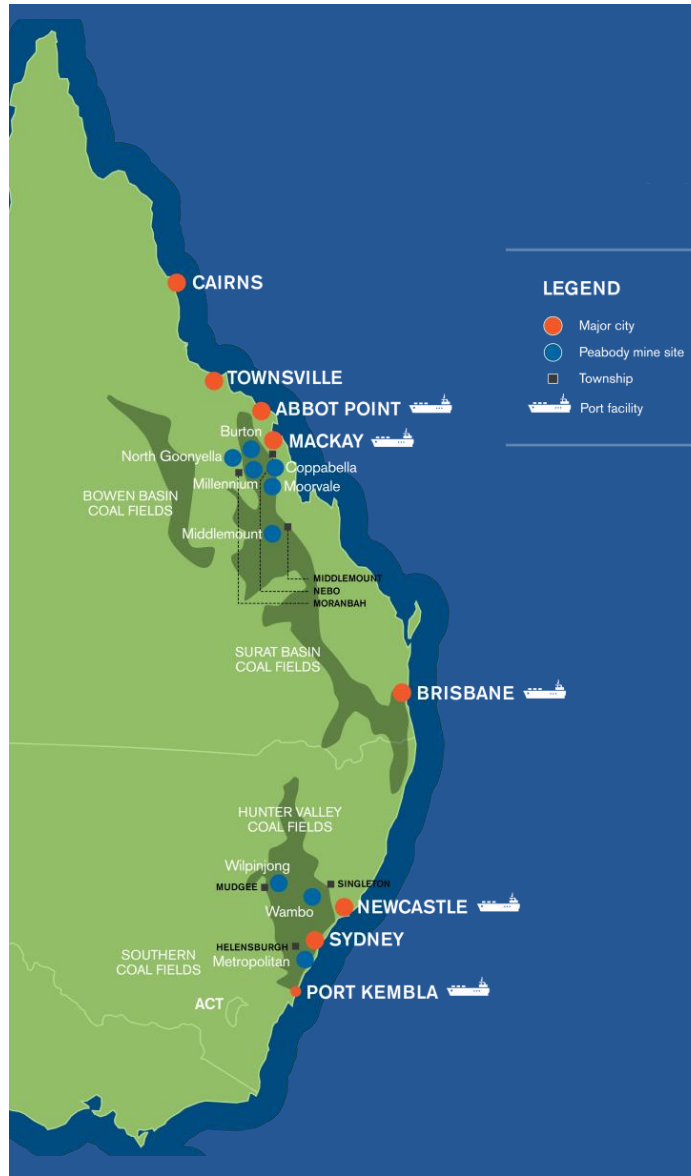 CAIRNS
LEGEND
Major city
Peabody mine site
Township
Port facility
TOWNSVILLE
ABBOT POINT
Burton
MACKAY
North Goonyella
Coppabella
Millennium
Moorvale
BOWEN BASIN
COAL FIELDS
Middlemount
MIDDLEMOUNT
NEBO
MORANBAH
SURAT BASIN
COAL FIELDS
BRISBANE
HUNTER VALLEY
COAL FIELDS
Wilpinjong
MUDGEE
SINGLETON
Wambo
NEWCASTLE
SYDNEY
HELENSBURGH
SOUTHERN
COAL FIELDS
Metropolitan
PORT KEMBLA
ACT